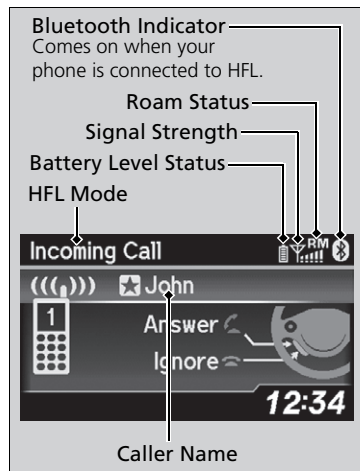 Bluetooth Indicator
Comes on when your
phone is connected to HFL.
Roam Status
Signal Strength
Battery Level Status
HFL Mode
Incoming Call
RM
John
1
Answer
Ignore
12:34
Caller Name